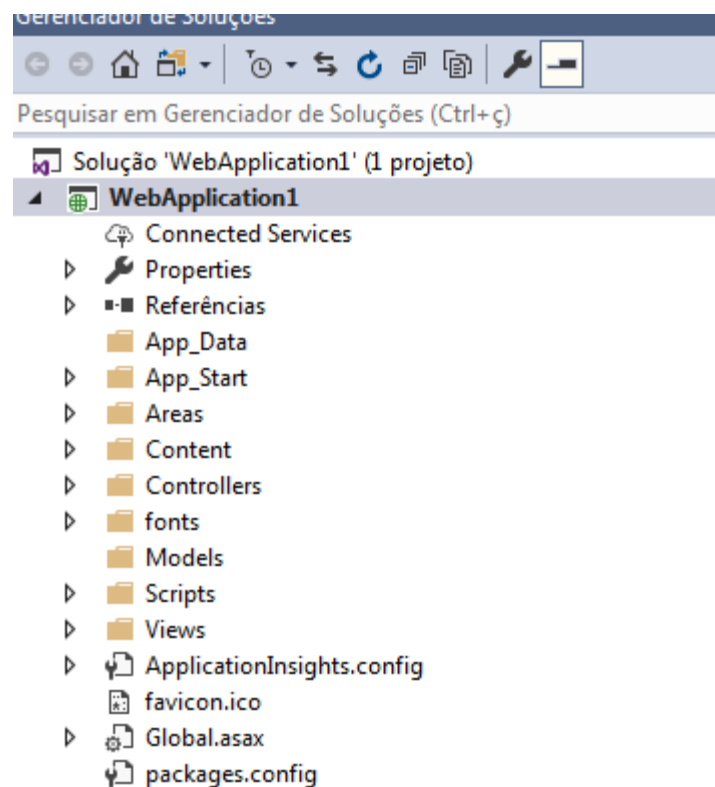 Gerenciador de Soluções
Pesquisar em Gerenciador de Soluções (Ctrl+ç)
Solução 'WebApplication1' (1 projeto)
WebApplication1
Connected Services
Properties
Referências
App_Data
App_Start
Areas
Content
Controllers
fonts
Models
Scripts
Views
ApplicationInsights.config
favicon.ico
Global.asax
packages.config